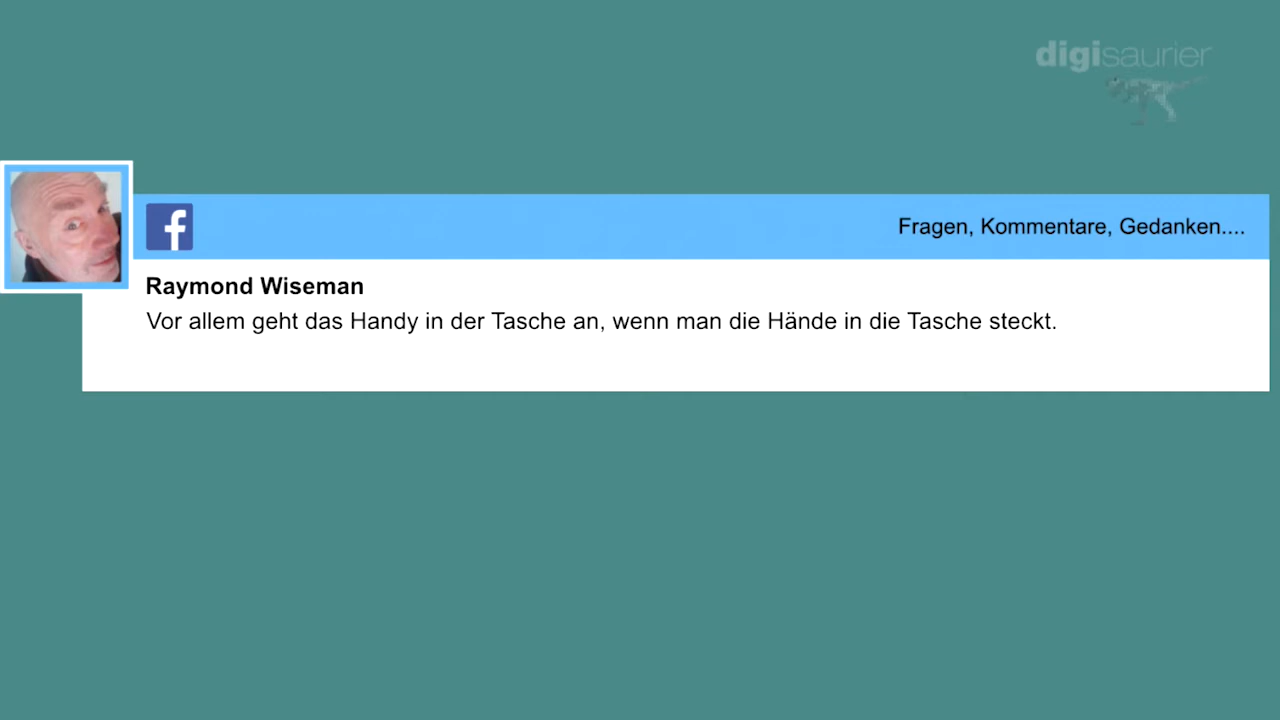 digisaurier
Fragen, Kommentare, Gedanken....
Raymond Wiseman
Vor allem geht das Handy in der Tasche an, wenn man die Hände in die Tasche steckt.